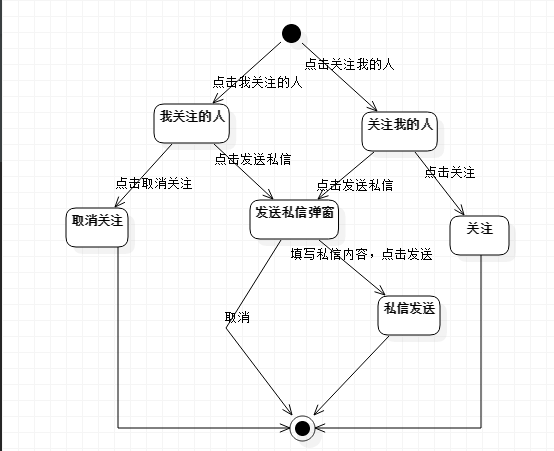 点击关注我的人
点击我关注的人
我关注的人
关注我的人
点击发送私信
点击关注
点击取消关注
点击发送私信
取消关注
发送私信弹窗
关注
填写私信内容，点击发送
私信发送
取消